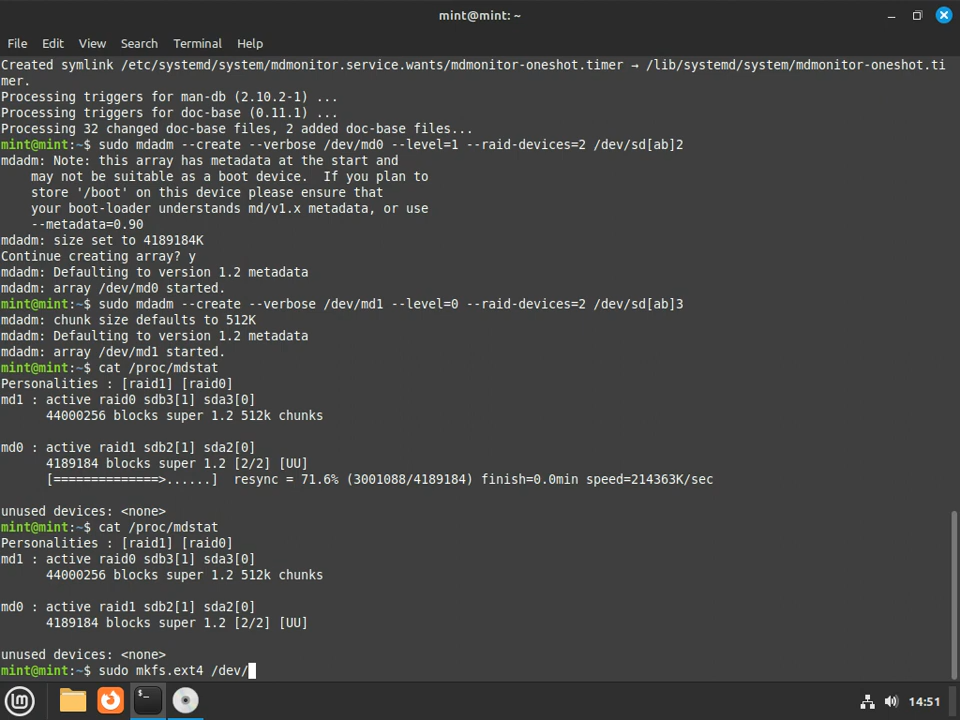 mint@mint: ~
File Edit View Search Terminal Help
Created symlink /etc/systemd/system/mdmonitor.service.wants/mdmonitor-oneshot.timer → /lib/systemd/system/mdmonitor-oneshot.ti
mer.
Processing triggers for man-db (2.10.2-1) ...
Processing triggers for doc-base (0.11.1) ...
Processing 32 changed doc-base files, 2 added doc-base files...
mint@mint:~$ sudo mdadm --create --verbose /dev/md0 --level=1 --raid-devices=2 /dev/sd[ab]2
mdadm: Note: this array has metadata at the start and
    may not be suitable as a boot device.  If you plan to
    store '/boot' on this device please ensure that
    your boot-loader understands md/v1.x metadata, or use
    --metadata=0.90
mdadm: size set to 4189184K
Continue creating array? y
mdadm: Defaulting to version 1.2 metadata
mdadm: array /dev/md0 started.
mint@mint:~$ sudo mdadm --create --verbose /dev/md1 --level=0 --raid-devices=2 /dev/sd[ab]3
mdadm: chunk size defaults to 512K
mdadm: Defaulting to version 1.2 metadata
mdadm: array /dev/md1 started.
mint@mint:~$ cat /proc/mdstat
Personalities : [raid1] [raid0]
md1 : active raid0 sdb3[1] sda3[0]
      44000256 blocks super 1.2 512k chunks
md0 : active raid1 sdb2[1] sda2[0]
      4189184 blocks super 1.2 [2/2] [UU]
      [==============>......]  resync = 71.6% (3001088/4189184) finish=0.0min speed=214363K/sec
unused devices: <none>
mint@mint:~$ cat /proc/mdstat
Personalities : [raid1] [raid0]
md1 : active raid0 sdb3[1] sda3[0]
      44000256 blocks super 1.2 512k chunks
md0 : active raid1 sdb2[1] sda2[0]
      4189184 blocks super 1.2 [2/2] [UU]
unused devices: <none>
mint@mint:~$ sudo mkfs.ext4 /dev/
14:51